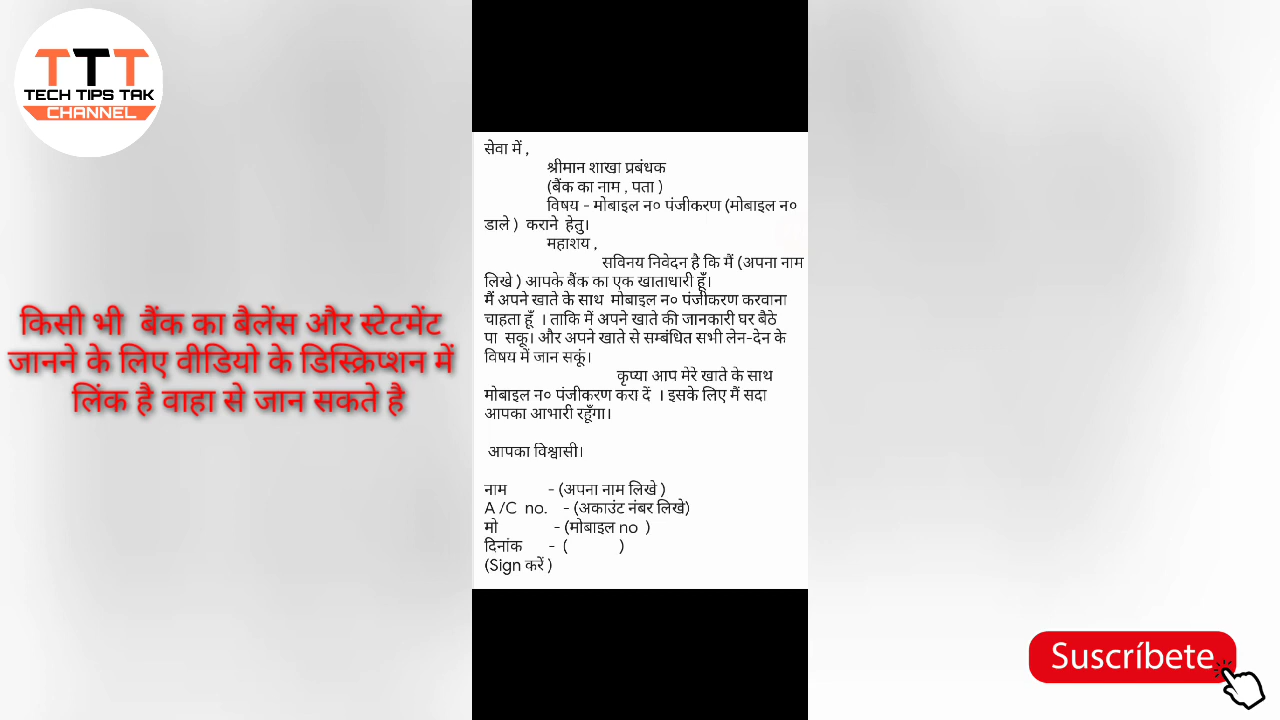 TTT
TECH TIPS TAK
CHANNEL
किसी भी बैंक का बैलेंस और स्टेटमेंट
जानने के लिए वीडियो के डिस्क्रिप्शन में
लिंक है वाहा से जान सकते है
सेवा में ,
श्रीमान शाखा प्रबंधक
(बैंक का नाम , पता )
विषय - मोबाइल न० पंजीकरण (मोबाइल न०
डाले ) कराने हेतु।
महाशय ,
सविनय निवेदन है कि मैं (अपना नाम
लिखे ) आपके बैंक का एक खाताधारी हूँ।
मैं अपने खाते के साथ मोबाइल न० पंजीकरण करवाना
चाहता हूँ । ताकि में अपने खाते की जानकारी घर बैठे
पा सकू। और अपने खाते से सम्बंधित सभी लेन-देन के
विषय में जान सकूं।
कृप्या आप मेरे खाते के साथ
मोबाइल न० पंजीकरण करा दें । इसके लिए मैं सदा
आपका आभारी रहूँगा।
आपका विश्वासी।
नाम - (अपना नाम लिखे )
A /C no. - (अकाउंट नंबर लिखे)
मो - (मोबाइल no )
दिनांक - ( )
(Sign करें )
Suscríbete